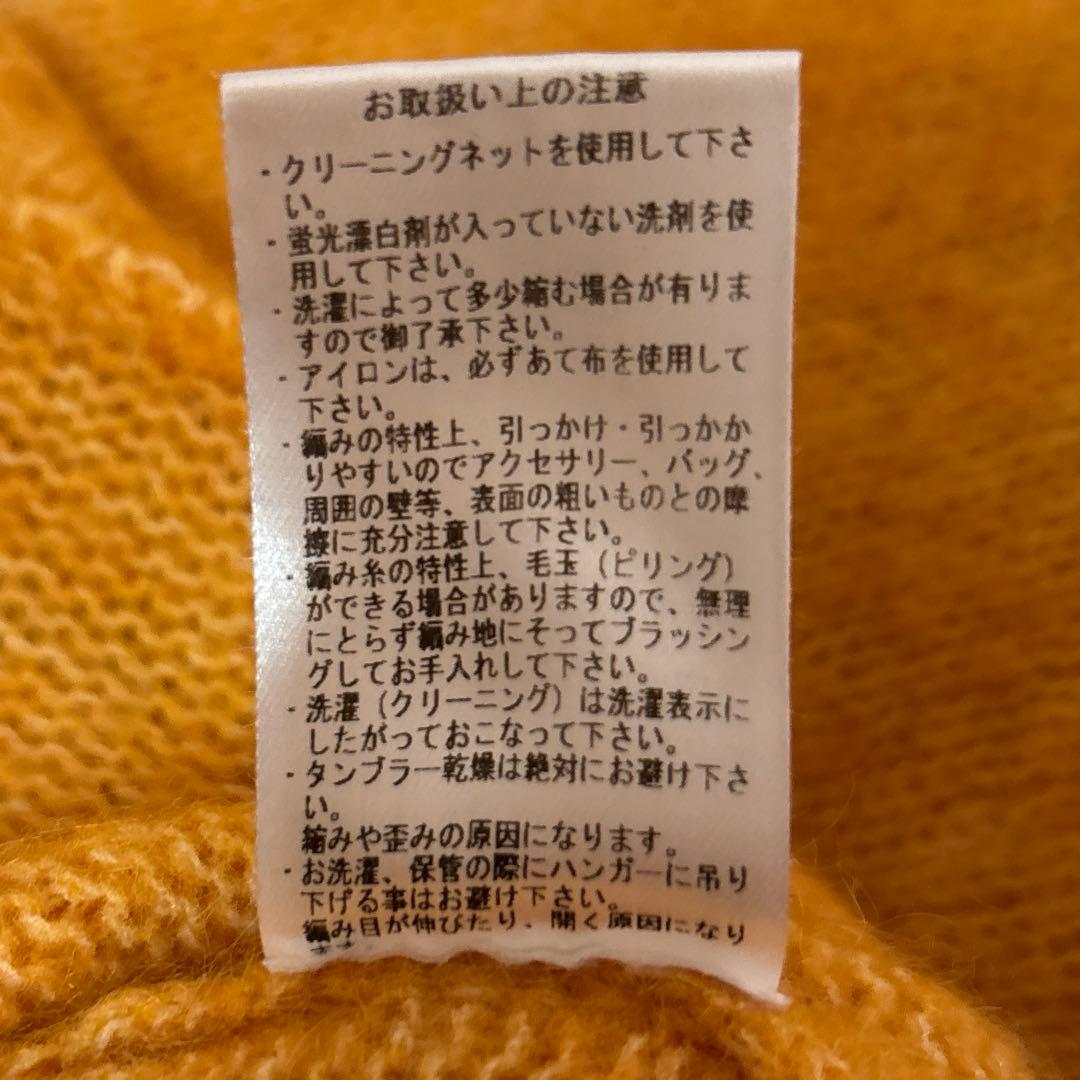 お取扱い上の注意
・クリーニングネットを使用して下さ
い。
・蛍光漂白剤が入っていない洗剤を使
用して下さい。
・洗濯によって多少縮む場合が有りま
すので御了承下さい。
・アイロンは、必ずあて布を使用して
下さい。
・編みの特性上、引っかけ・引っかか
りやすいのでアクセサリー、バッグ、
周囲の壁等、表面の粗いものとの摩
擦に充分注意して下さい。
・編み糸の特性上、毛玉（ピリング）
ができる場合がありますので、無理
にとらず編み地にそってブラッシン
グしてお手入れして下さい。
・洗濯（クリーニング）は洗濯表示に
したがっておこなって下さい。
・タンブラー乾燥は絶対にお避け下さ
い。
縮みや歪みの原因になります。
・お洗濯、保管の際にハンガーに吊り
下げる事はお避け下さい。
編み目が伸びたり、開く原因になり